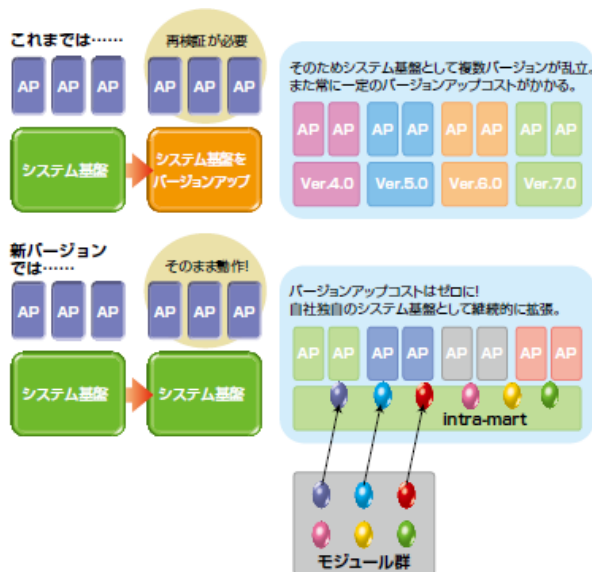 これまでは……
再検証が必要
AP AP AP
AP AP AP
システム基盤
システム基盤を
バージョンアップ
そのためシステム基盤として複数バージョンが乱立。
また常に一定のバージョンアップコストがかかる。
AP AP AP AP AP AP AP AP
Ver.4.0 Ver.5.0 Ver.6.0 Ver.7.0
新バージョン
では……
そのまま動作!
AP AP AP
AP AP AP
システム基盤
システム基盤
バージョンアップコストはゼロに!
自社独自のシステム基盤として継続的に拡張。
AP AP AP AP AP AP AP AP
intra-mart
モジュール群